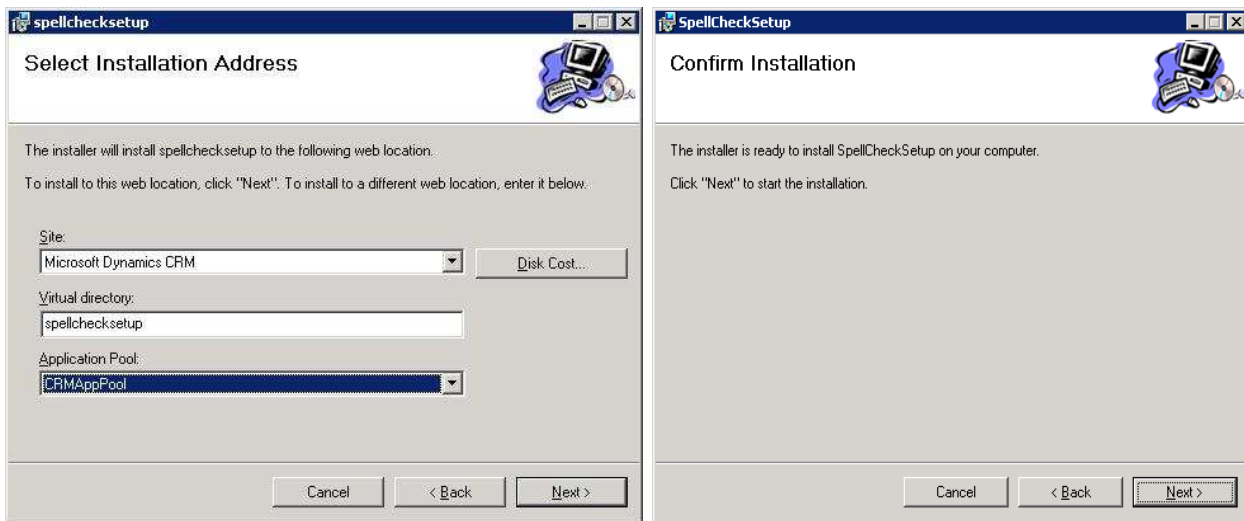 spellchecksetup
Select Installation Address
The installer will install spellchecksetup to the following web location.
To install to this web location, click "Next". To install to a different web location, enter it below.
Site:
Microsoft Dynamics CRM
Disk Cost...
Virtual directory:
spellchecksetup
Application Pool:
CRMAppPool
Cancel
< Back
Next >
SpellCheckSetup
Confirm Installation
The installer is ready to install SpellCheckSetup on your computer.
Click "Next" to start the installation.
Cancel
< Back
Next >